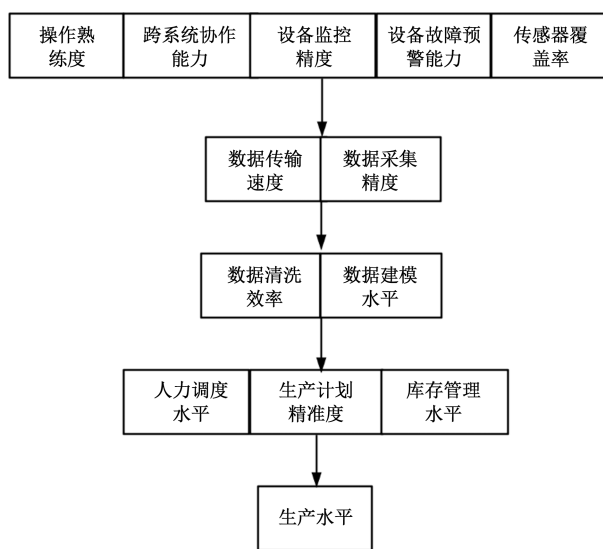 操作熟 跨系统协作 设备监控 设备故障预 传感器覆
练度 能力 精度 警能力 盖率
数据传输 数据采集
速度 精度
数据清洗 数据建模
效率 水平
人力调度 生产计划 库存管理
水平 精准度 水平
生产水平